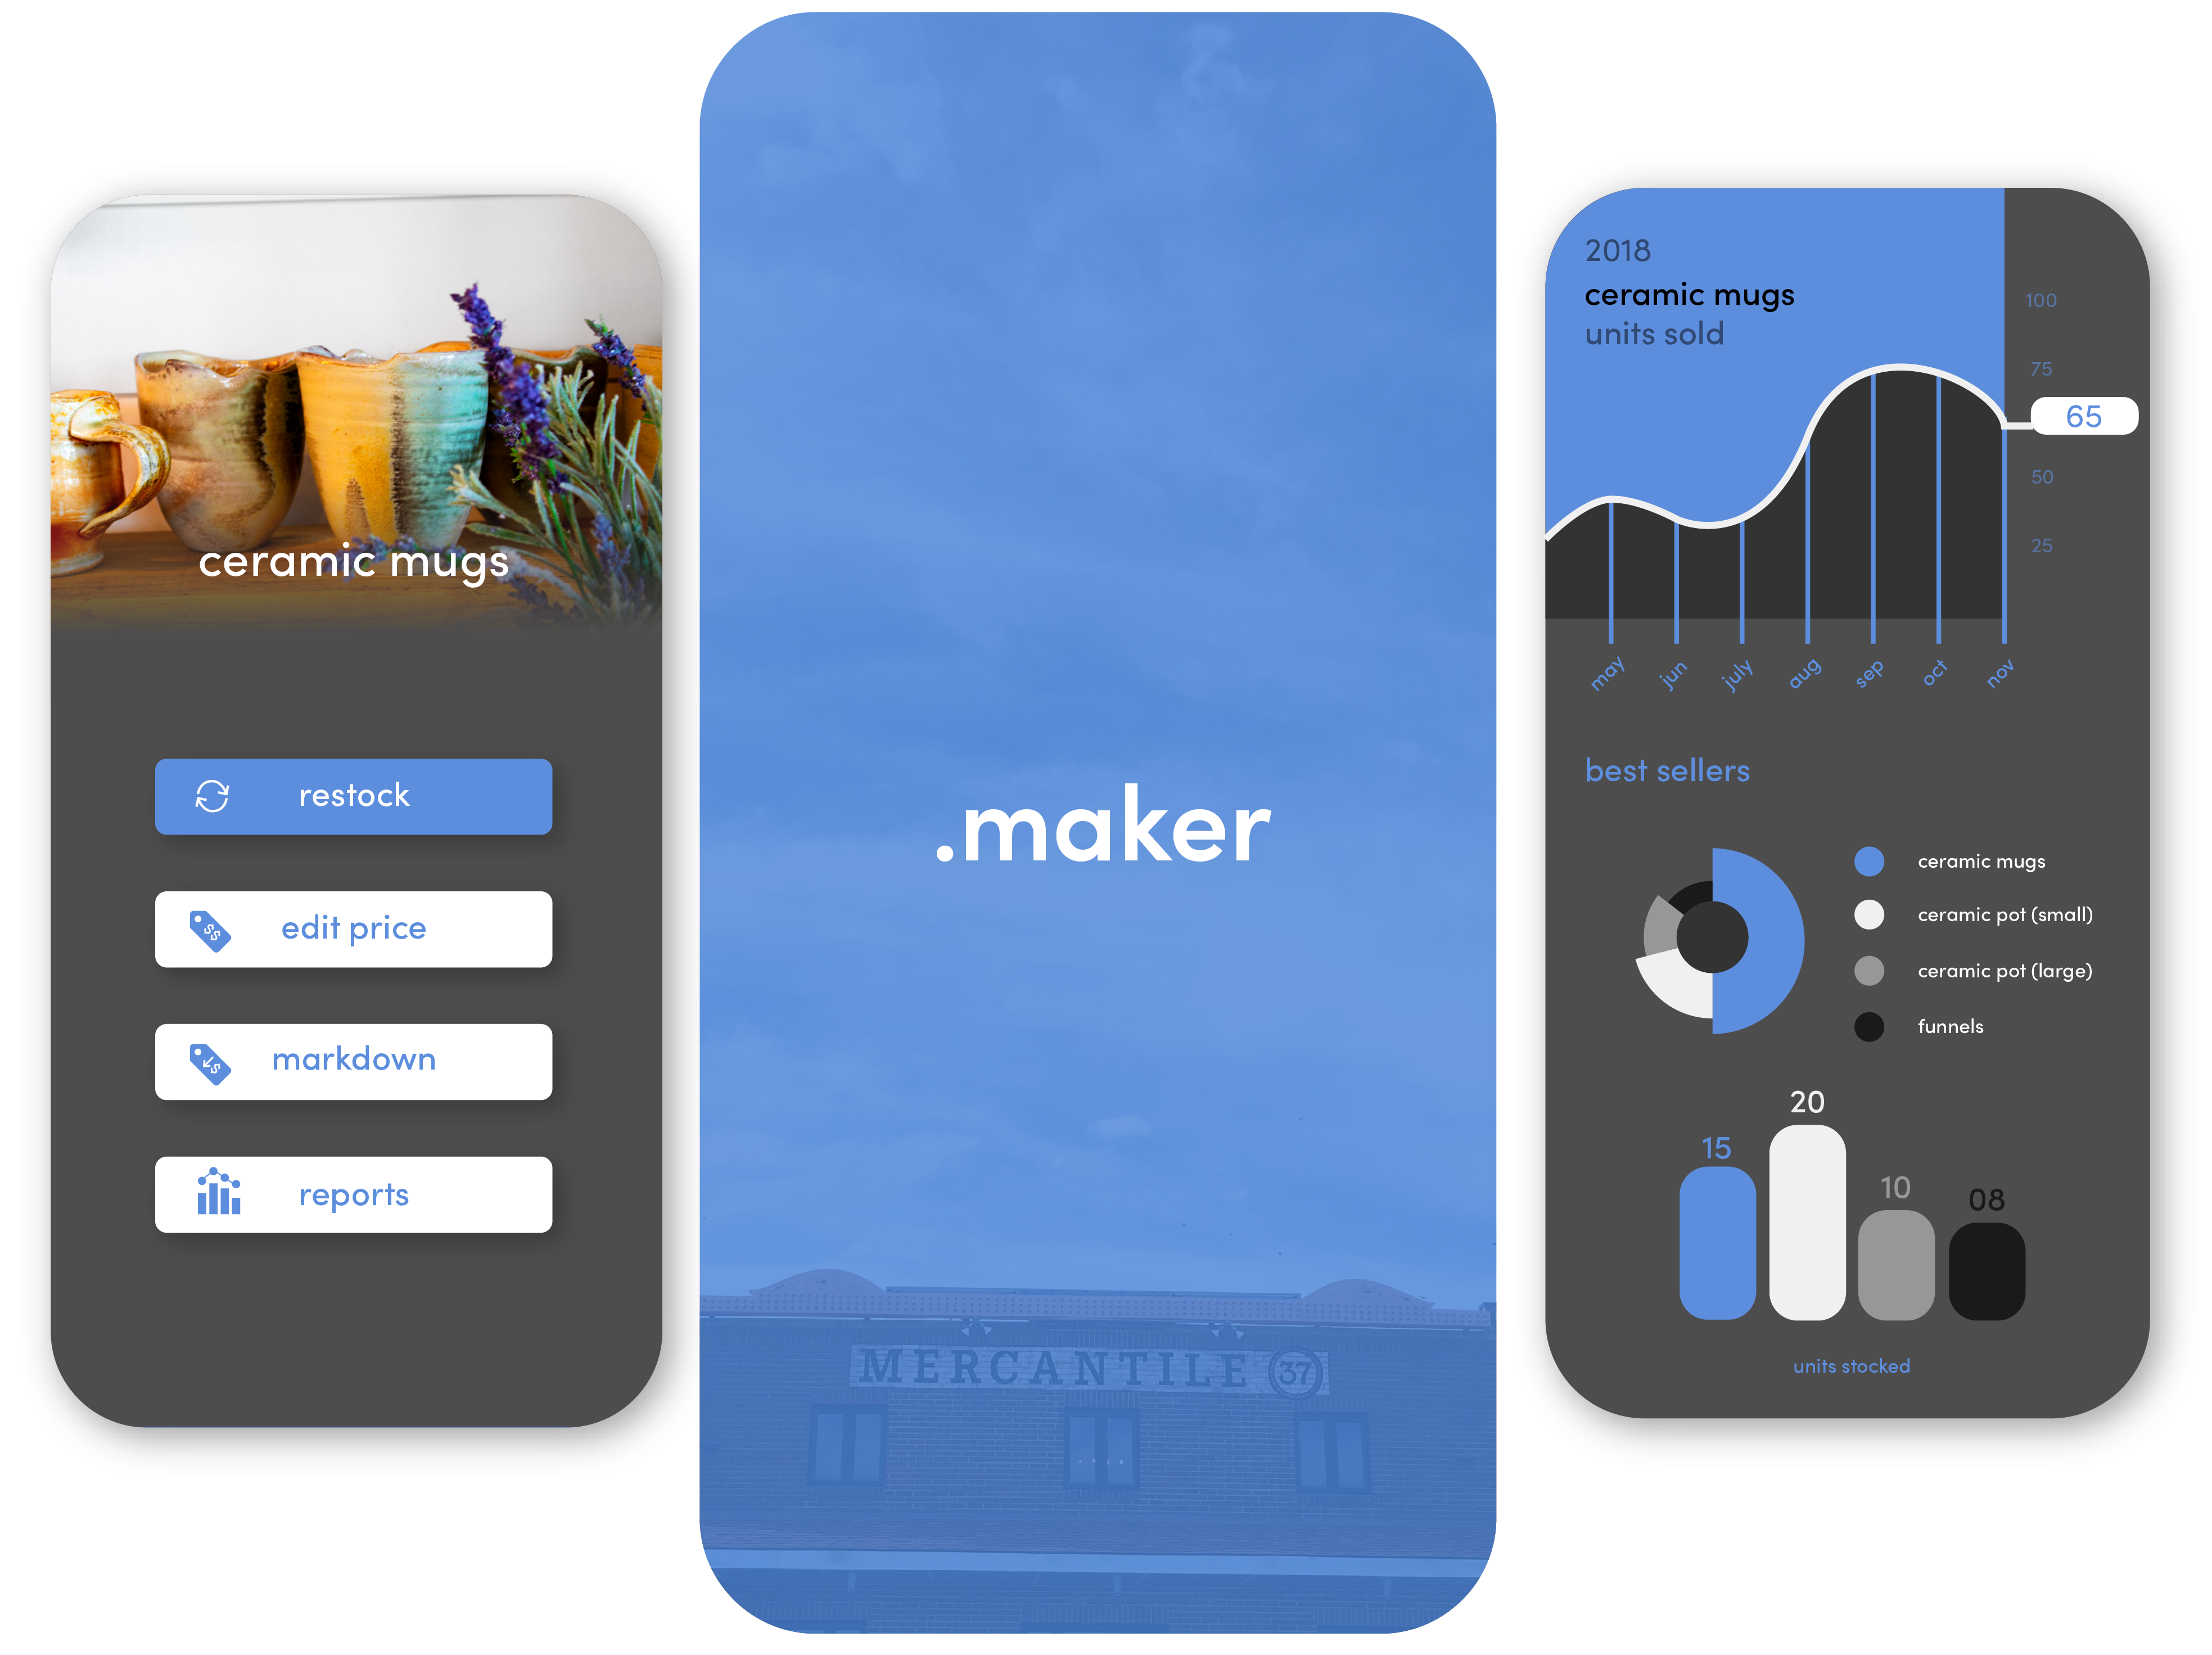 ceramic mugs
restock
edit price
markdown
reports
.maker
MERCANTILE 37
2018
ceramic mugs
units sold
100
75
65
50
25
may jun july aug sep oct nov
best sellers
ceramic mugs
ceramic pot (small)
ceramic pot (large)
funnels
15 20 10 08
units stocked